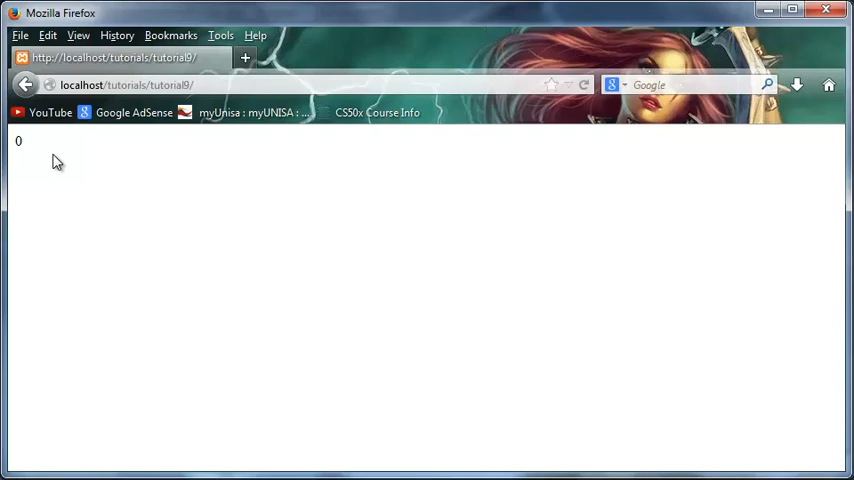 Mozilla Firefox
File Edit View History Bookmarks Tools Help
http://localhost/tutorials/tutorial9/
localhost/tutorials/tutorial9/ Google
YouTube Google AdSense myUnisa : myUNISA : ... CS50x Course Info
0